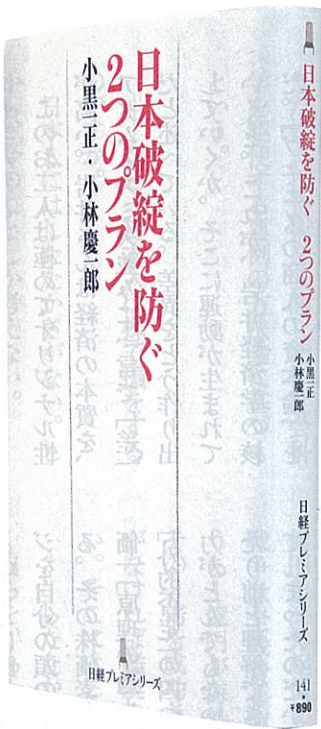 日本破綻を防ぐ
2つのプラン
小黒一正・小林慶一郎
日経プレミアシリーズ
日本破綻を防ぐ 2つのプラン
小黒一正
小林慶一郎
日経プレミアシリーズ
141
¥890